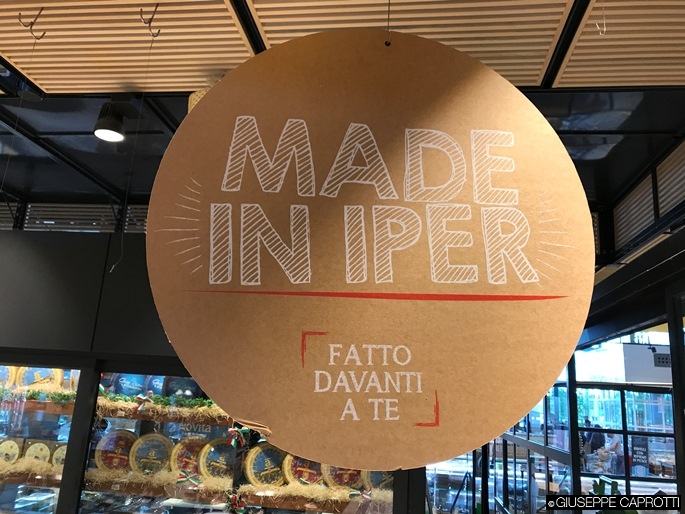 MADE
IN IPER
FATTO
DAVANTI
A TE
© GIUSEPPE CAPROTTI